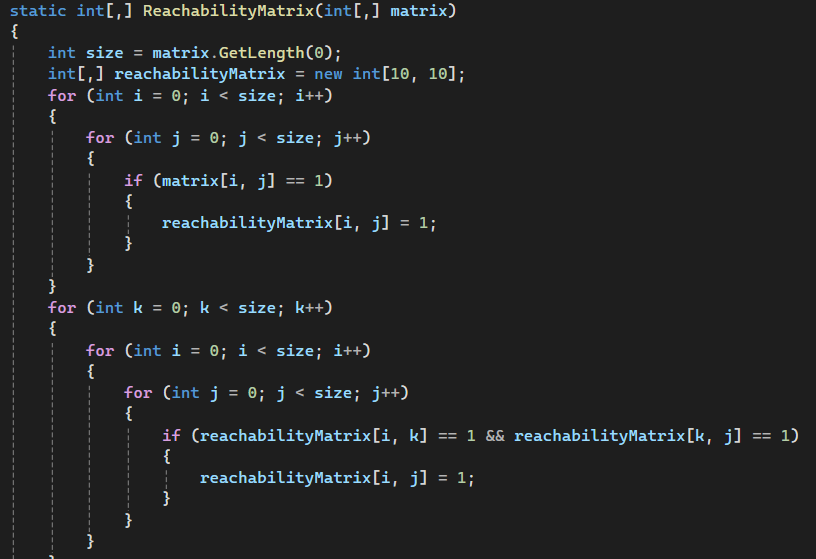 static int[,] ReachabilityMatrix(int[,] matrix)
{
    int size = matrix.GetLength(0);
    int[,] reachabilityMatrix = new int[10, 10];
    for (int i = 0; i < size; i++)
    {
        for (int j = 0; j < size; j++)
        {
            if (matrix[i, j] == 1)
            {
                reachabilityMatrix[i, j] = 1;
            }
        }
    }
    for (int k = 0; k < size; k++)
    {
        for (int i = 0; i < size; i++)
        {
            for (int j = 0; j < size; j++)
            {
                if (reachabilityMatrix[i, k] == 1 && reachabilityMatrix[k, j] == 1)
                {
                    reachabilityMatrix[i, j] = 1;
                }
            }
        }
    }